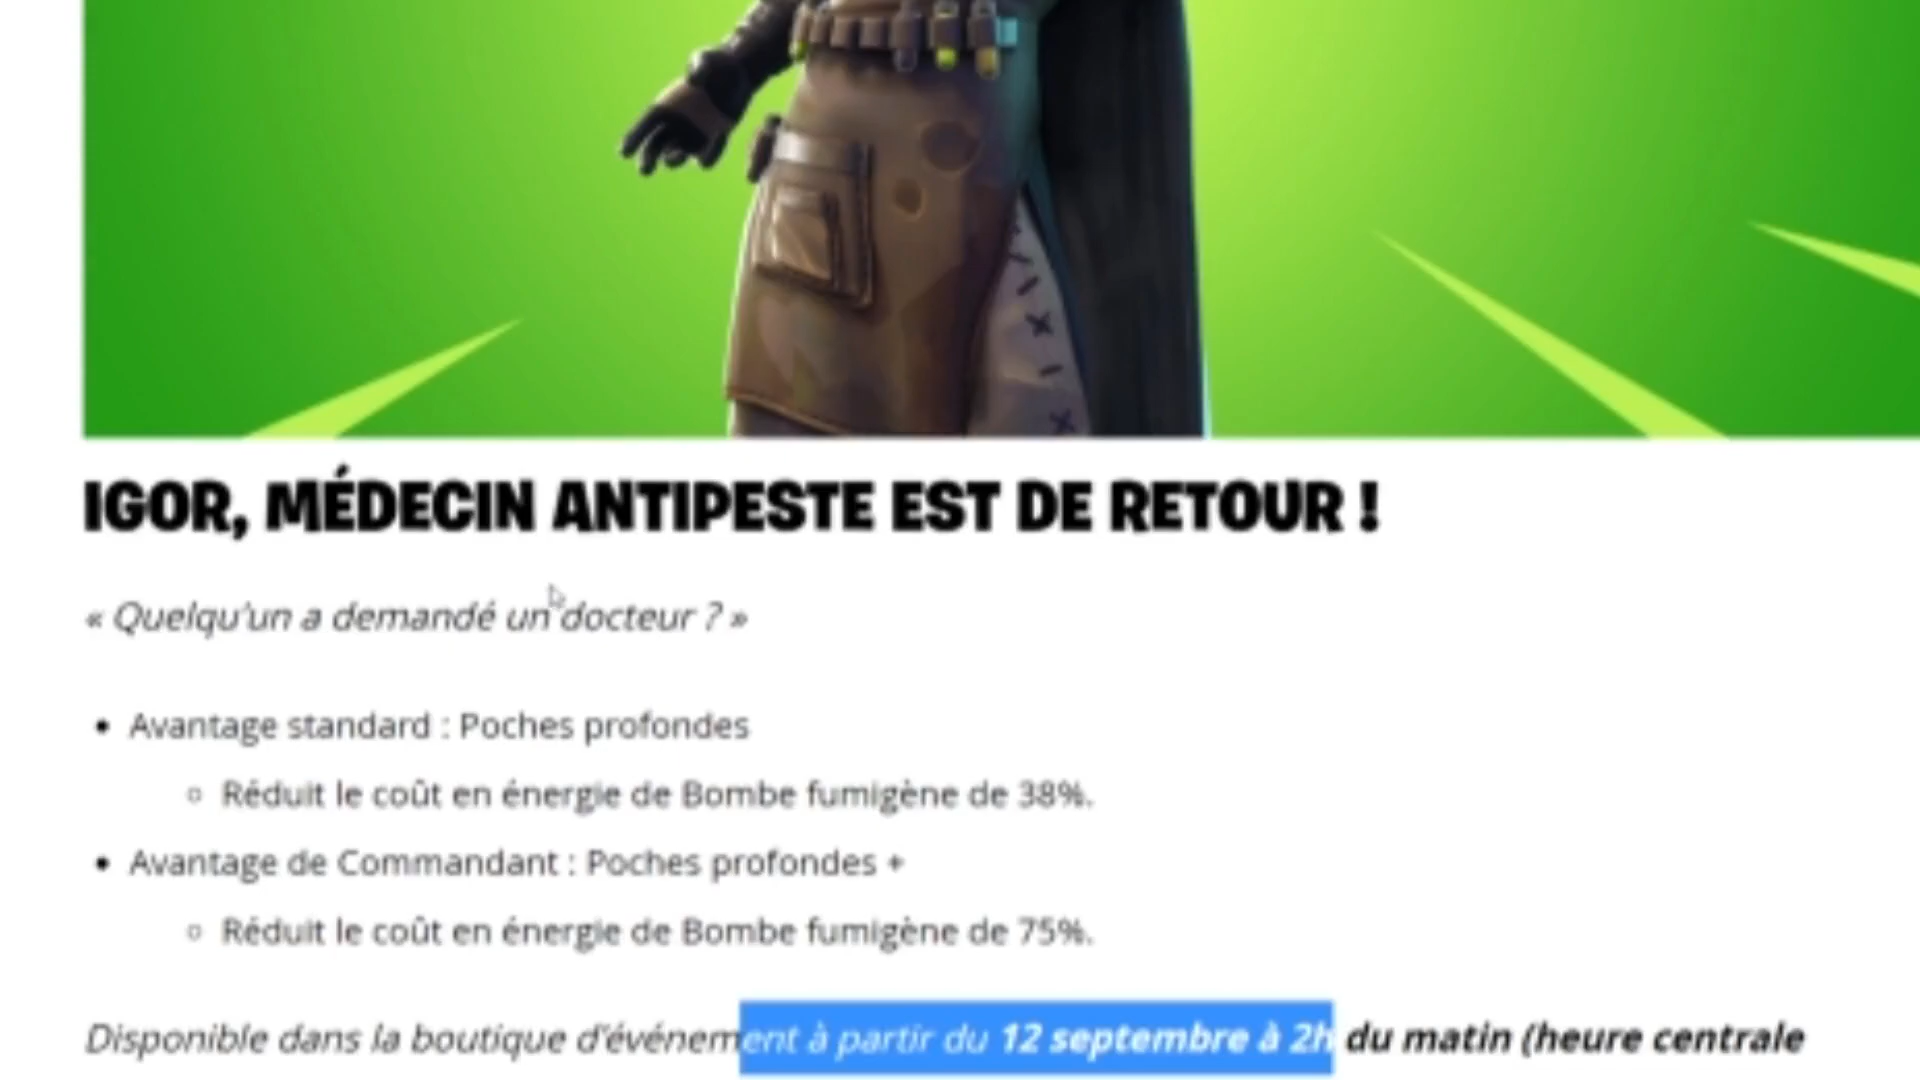 IGOR, MÉDECIN ANTIPESTE EST DE RETOUR !
« Quelqu'un a demandé un docteur ? »
• Avantage standard : Poches profondes
◦ Réduit le coût en énergie de Bombe fumigène de 38%.
• Avantage de Commandant : Poches profondes +
◦ Réduit le coût en énergie de Bombe fumigène de 75%.
Disponible dans la boutique d'événement à partir du 12 septembre à 2h du matin (heure centrale